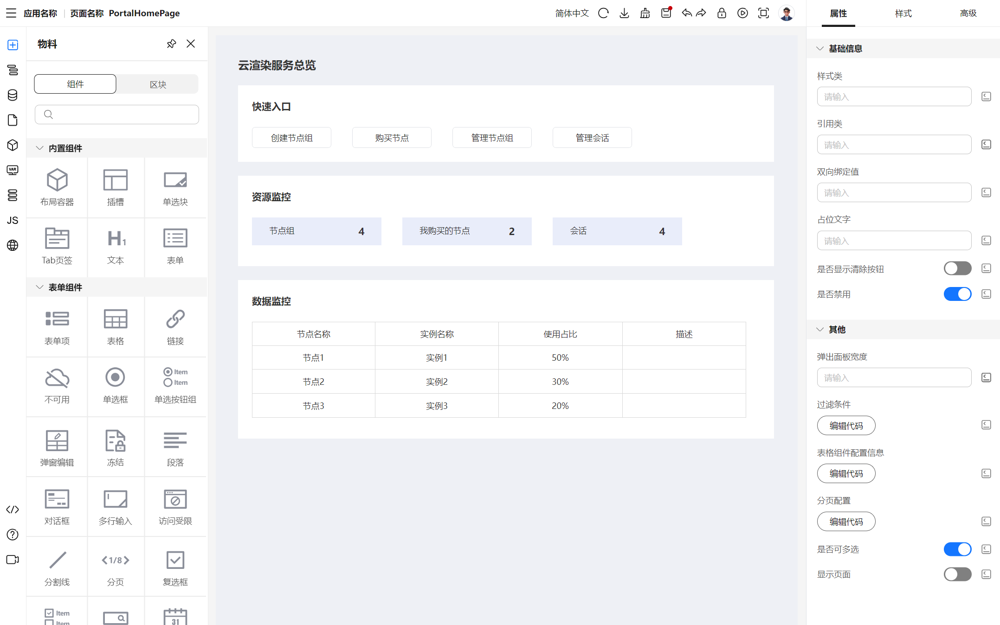 应用名称 页面名称 PortalHomePage
简体中文
属性 样式 高级
物料
组件 区块
内置组件
布局容器 插槽 单选块
H1
Tab页签 文本 表单
表单组件
表单项 表格 链接
Item
Item
不可用 单选框 单选按钮组
弹窗编辑 冻结 段落
对话框 多行输入 访问受限
1/8
分割线 分页 复选框
Item
Item
31
VAR
JS
云渲染服务总览
快速入口
创建节点组 购买节点 管理节点组 管理会话
资源监控
节点组 4 我购买的节点 2 会话 4
数据监控
节点名称 实例名称 使用占比 描述
节点1 实例1 50%
节点2 实例2 30%
节点3 实例3 20%
基础信息
样式类
请输入
引用类
请输入
双向绑定值
请输入
占位文字
请输入
是否显示清除按钮
是否禁用
其他
弹出面板宽度
请输入
过滤条件
编辑代码
表格组件配置信息
编辑代码
分页配置
编辑代码
是否可多选
显示页面